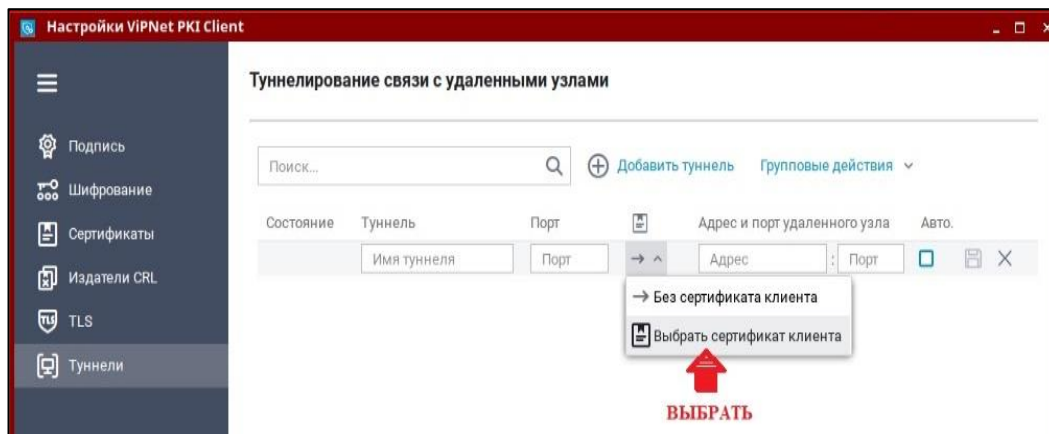 Настройки ViPNet PKI Client
Туннелирование связи с удаленными узлами
Подпись
Шифрование
Сертификаты
Издатели CRL
TLS
Туннели
Поиск...
Добавить туннель
Групповые действия
Состояние Туннель Порт Адрес и порт удаленного узла Авто.
Имя туннеля Порт Адрес : Порт
Без сертификата клиента
Выбрать сертификат клиента
ВЫБРАТЬ